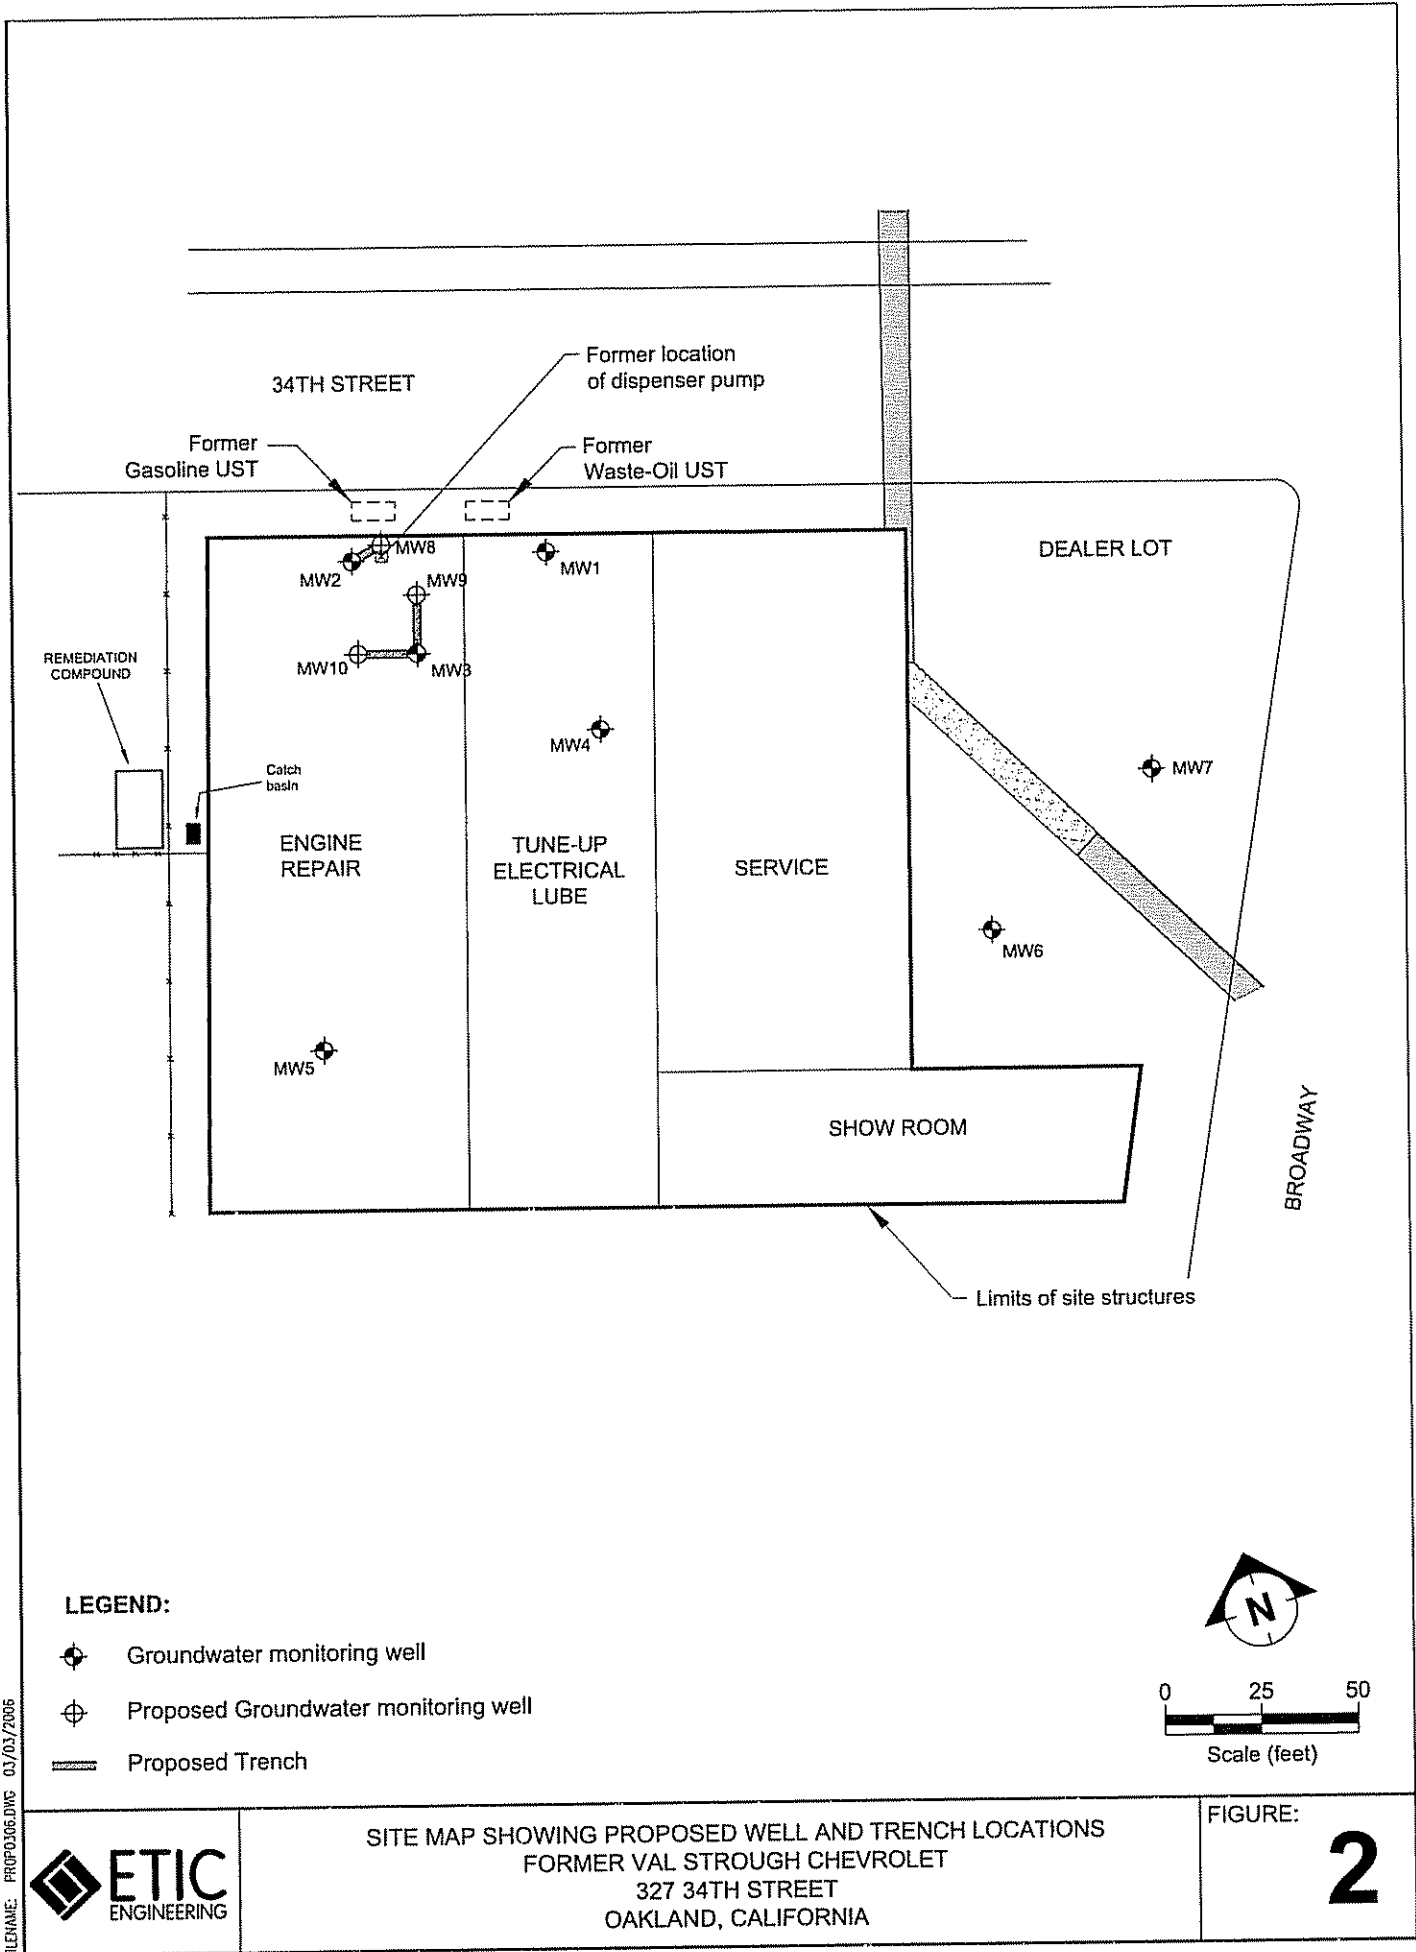 34TH STREET
Former location
of dispenser pump
Former
Gasoline UST
Former
Waste-Oil UST
MW8
MW2
MW1
DEALER LOT
MW9
MW10
MW3
REMEDIATION
COMPOUND
MW4
MW7
Catch
basin
ENGINE
REPAIR
TUNE-UP
ELECTRICAL
LUBE
SERVICE
MW6
MW5
SHOW ROOM
BROADWAY
Limits of site structures
LEGEND:
Groundwater monitoring well
Proposed Groundwater monitoring well
Proposed Trench
N
0 25 50
Scale (feet)
ETIC
ENGINEERING
SITE MAP SHOWING PROPOSED WELL AND TRENCH LOCATIONS
FORMER VAL STROUGH CHEVROLET
327 34TH STREET
OAKLAND, CALIFORNIA
FIGURE:
2
ILENAME: PROP0306.DWG 03/03/2006